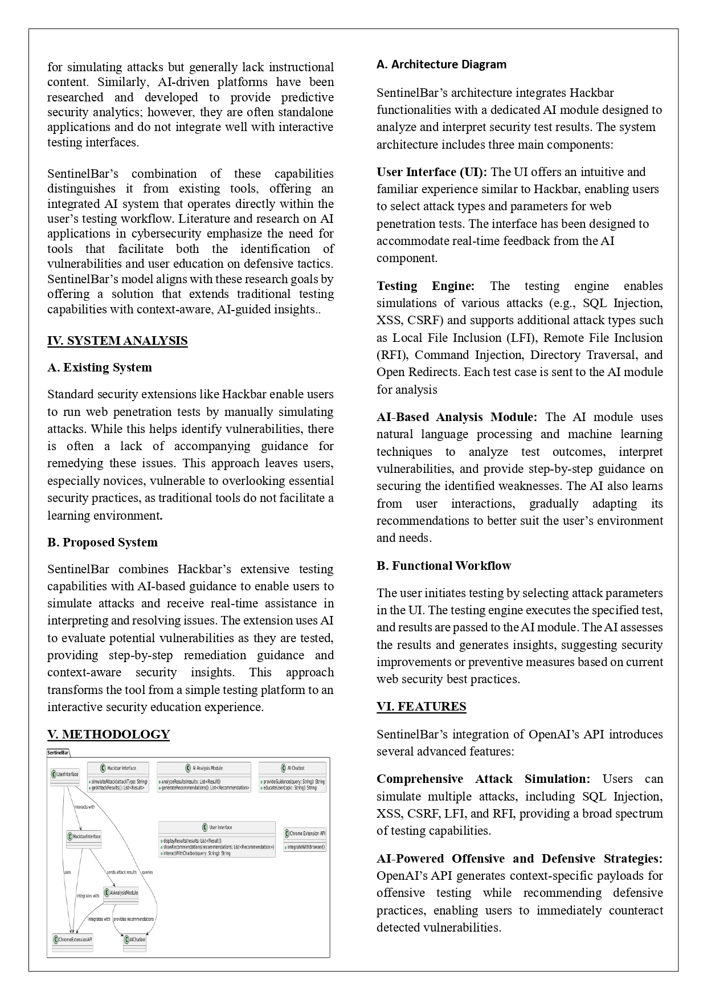 for simulating attacks but generally lack instructional
content. Similarly, AI-driven platforms have been
researched and developed to provide predictive
security analytics; however, they are often standalone
applications and do not integrate well with interactive
testing interfaces.
SentinelBar’s combination of these capabilities
distinguishes it from existing tools, offering an
integrated AI system that operates directly within the
user’s testing workflow. Literature and research on AI
applications in cybersecurity emphasize the need for
tools that facilitate both the identification of
vulnerabilities and user education on defensive tactics.
SentinelBar’s model aligns with these research goals by
offering a solution that extends traditional testing
capabilities with context-aware, AI-guided insights..
IV. SYSTEM ANALYSIS
A. Existing System
Standard security extensions like Hackbar enable users
to run web penetration tests by manually simulating
attacks. While this helps identify vulnerabilities, there
is often a lack of accompanying guidance for
remedying these issues. This approach leaves users,
especially novices, vulnerable to overlooking essential
security practices, as traditional tools do not facilitate a
learning environment.
B. Proposed System
SentinelBar combines Hackbar’s extensive testing
capabilities with AI-based guidance to enable users to
simulate attacks and receive real-time assistance in
interpreting and resolving issues. The extension uses AI
to evaluate potential vulnerabilities as they are tested,
providing step-by-step remediation guidance and
context-aware security insights. This approach
transforms the tool from a simple testing platform to an
interactive security education experience.
V. METHODOLOGY
SentinelBar
UserInterface
Hackbar Interface
simulateAttack(attackType: String)
getAttackResults(): List<Result>
AI Analysis Module
analyzeResults(results: List<Result>)
generateRecommendations(): List<Recommendation>
AI Chatbot
provideGuidance(query: String): String
educateUser(topic: String): String
interacts with
HackbarInterface
User Interface
displayResults(results: List<Result>)
showRecommendations(recommendations: List<Recommendation>)
interactWithChatbot(query: String): String
Chrome Extension API
integrateWithBrowser()
uses
sends attack results
queries
integrates with
AIAnalysisModule
integrates with
provides recommendations
ChromeExtensionAPI
AIChatbot
A. Architecture Diagram
SentinelBar’s architecture integrates Hackbar
functionalities with a dedicated AI module designed to
analyze and interpret security test results. The system
architecture includes three main components:
User Interface (UI): The UI offers an intuitive and
familiar experience similar to Hackbar, enabling users
to select attack types and parameters for web
penetration tests. The interface has been designed to
accommodate real-time feedback from the AI
component.
Testing Engine: The testing engine enables
simulations of various attacks (e.g., SQL Injection,
XSS, CSRF) and supports additional attack types such
as Local File Inclusion (LFI), Remote File Inclusion
(RFI), Command Injection, Directory Traversal, and
Open Redirects. Each test case is sent to the AI module
for analysis
AI-Based Analysis Module: The AI module uses
natural language processing and machine learning
techniques to analyze test outcomes, interpret
vulnerabilities, and provide step-by-step guidance on
securing the identified weaknesses. The AI also learns
from user interactions, gradually adapting its
recommendations to better suit the user’s environment
and needs.
B. Functional Workflow
The user initiates testing by selecting attack parameters
in the UI. The testing engine executes the specified test,
and results are passed to the AI module. The AI assesses
the results and generates insights, suggesting security
improvements or preventive measures based on current
web security best practices.
VI. FEATURES
SentinelBar’s integration of OpenAI’s API introduces
several advanced features:
Comprehensive Attack Simulation: Users can
simulate multiple attacks, including SQL Injection,
XSS, CSRF, LFI, and RFI, providing a broad spectrum
of testing capabilities.
AI-Powered Offensive and Defensive Strategies:
OpenAI’s API generates context-specific payloads for
offensive testing while recommending defensive
practices, enabling users to immediately counteract
detected vulnerabilities.